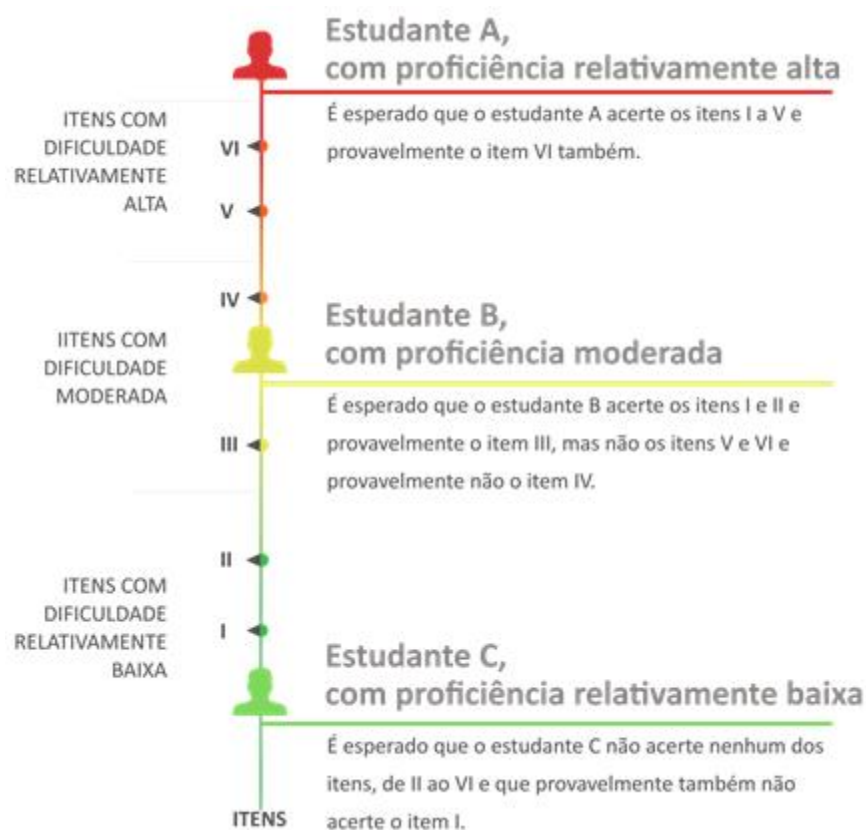 Estudante A,
com proficiência relativamente alta
É esperado que o estudante A acerte os itens I a V e
provavelmente o item VI também.
ITENS COM
DIFICULDADE
RELATIVAMENTE
ALTA
VI
V
IV
Estudante B,
com proficiência moderada
IITENS COM
DIFICULDADE
MODERADA
É esperado que o estudante B acerte os itens I e II e
provavelmente o item III, mas não os itens V e VI e
provavelmente não o item IV.
III
II
ITENS COM
DIFICULDADE
RELATIVAMENTE
BAIXA
I
Estudante C,
com proficiência relativamente baixa
É esperado que o estudante C não acerte nenhum dos
itens, de II ao VI e que provavelmente também não
acerte o item I.
ITENS